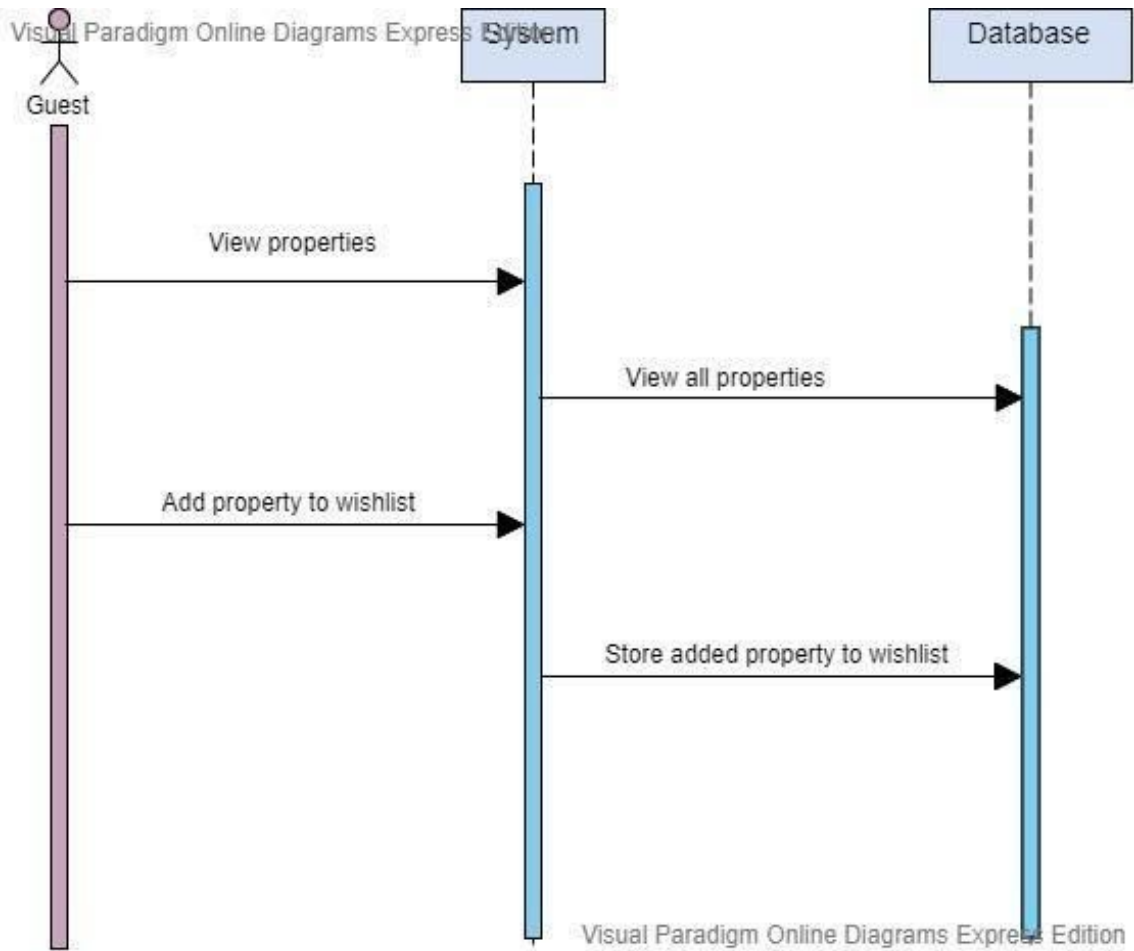 Visual Paradigm Online Diagrams Express Edition
System
Database
Guest
View properties
View all properties
Add property to wishlist
Store added property to wishlist
Visual Paradigm Online Diagrams Express Edition